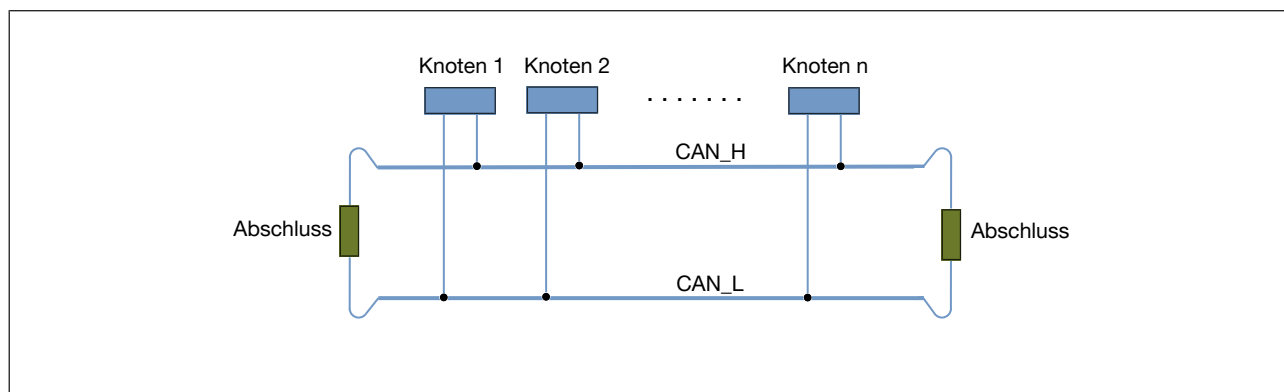 Knoten 1
Knoten 2
. . . . . . .
Knoten n
CAN_H
Abschluss
Abschluss
CAN_L